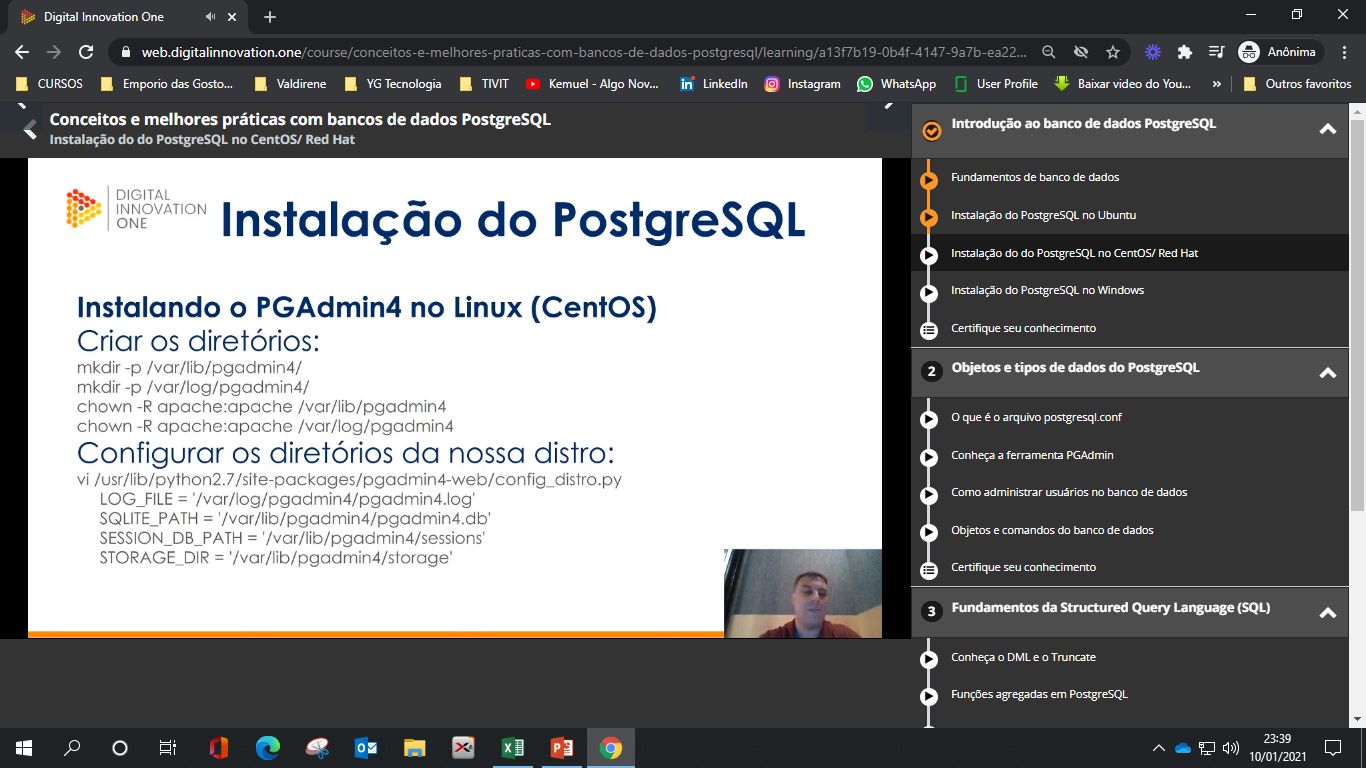 Digital Innovation One
web.digitalinnovation.one/course/conceitos-e-melhores-praticas-com-bancos-de-dados-postgresql/learning/a13f7b19-0b4f-4147-9a7b-ea22...
Anônima
CURSOS
Emporio das Gosto...
Valdirene
YG Tecnologia
TIVIT
Kemuel - Algo Nov...
LinkedIn
Instagram
WhatsApp
User Profile
Baixar video do You...
»
Outros favoritos
Conceitos e melhores práticas com bancos de dados PostgreSQL
Instalação do do PostgreSQL no CentOS/ Red Hat
DIGITAL
INNOVATION
ONE
Instalação do PostgreSQL
Instalando o PGAdmin4 no Linux (CentOS)
Criar os diretórios:
mkdir -p /var/lib/pgadmin4/
mkdir -p /var/log/pgadmin4/
chown -R apache:apache /var/lib/pgadmin4
chown -R apache:apache /var/log/pgadmin4
Configurar os diretórios da nossa distro:
vi /usr/lib/python2.7/site-packages/pgadmin4-web/config_distro.py
LOG_FILE = '/var/log/pgadmin4/pgadmin4.log'
SQLITE_PATH = '/var/lib/pgadmin4/pgadmin4.db'
SESSION_DB_PATH = '/var/lib/pgadmin4/sessions'
STORAGE_DIR = '/var/lib/pgadmin4/storage'
Introdução ao banco de dados PostgreSQL
Fundamentos de banco de dados
Instalação do PostgreSQL no Ubuntu
Instalação do do PostgreSQL no CentOS/ Red Hat
Instalação do PostgreSQL no Windows
Certifique seu conhecimento
2 Objetos e tipos de dados do PostgreSQL
O que é o arquivo postgresql.conf
Conheça a ferramenta PGAdmin
Como administrar usuários no banco de dados
Objetos e comandos do banco de dados
Certifique seu conhecimento
3 Fundamentos da Structured Query Language (SQL)
Conheça o DML e o Truncate
Funções agregadas em PostgreSQL
23:39
10/01/2021